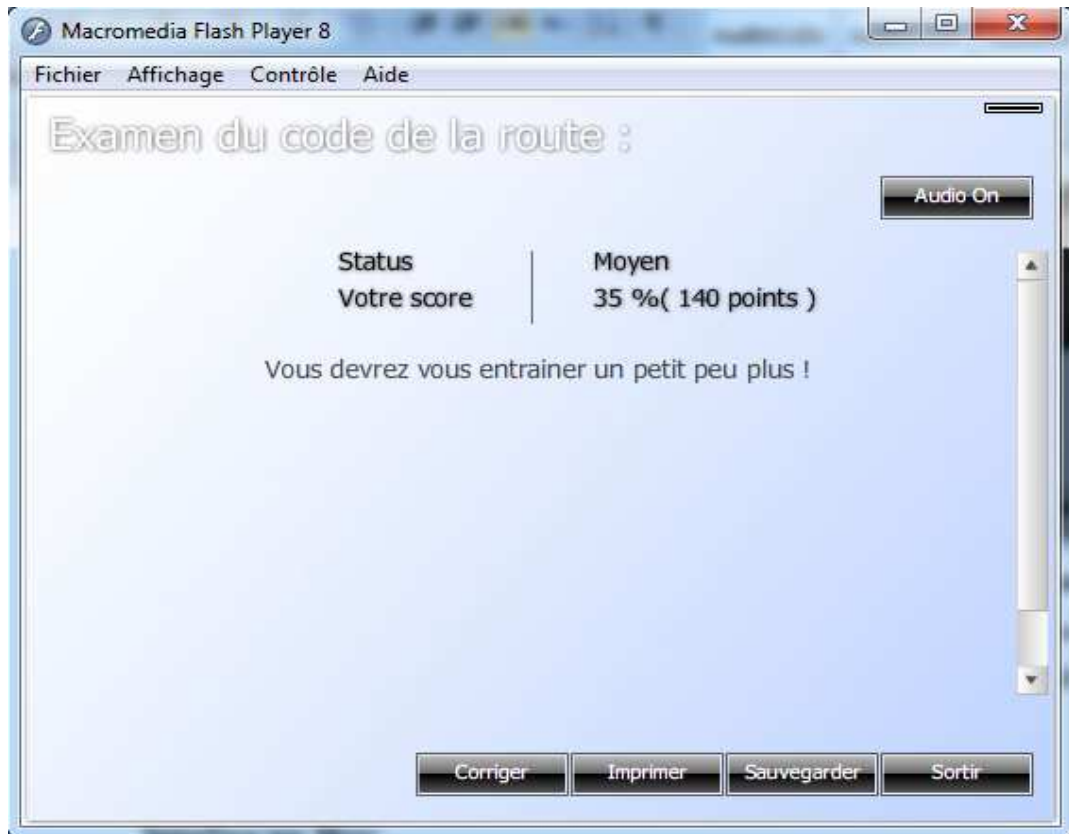 Macromedia Flash Player 8
Fichier Affichage Contrôle Aide
Examen du code de la route :
Audio On
Status Moyen
Votre score 35 %( 140 points )
Vous devrez vous entrainer un petit peu plus !
Corriger Imprimer Sauvegarder Sortir